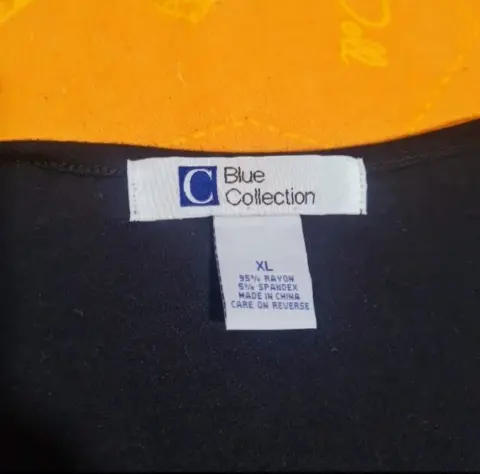 C Blue
Collection
XL
95% RAYON
5% SPANDEX
MADE IN CHINA
CARE ON REVERSE